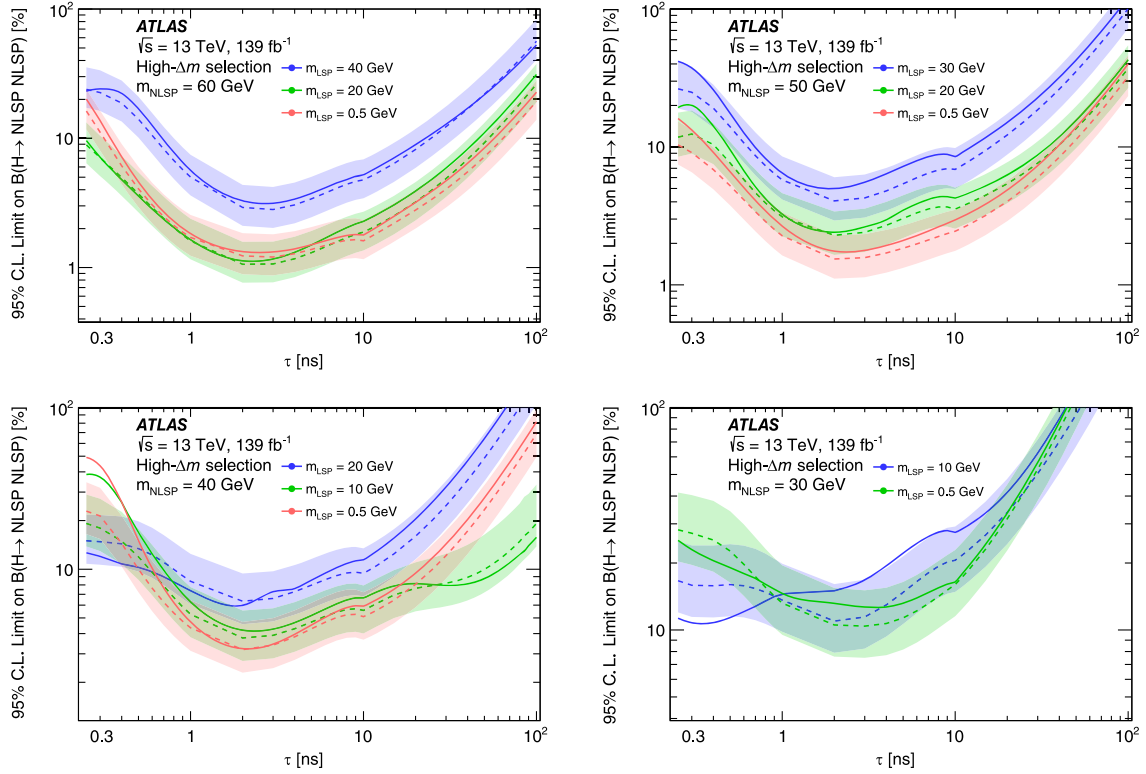 95% C.L. Limit on B(H→ NLSP NLSP) [%]
10²
10
1
ATLAS
√s = 13 TeV, 139 fb⁻¹
High-Δm selection
m_NLSP = 60 GeV
m_LSP = 40 GeV
m_LSP = 20 GeV
m_LSP = 0.5 GeV
0.3 1 10 10²
τ [ns]
95% C.L. Limit on B(H→ NLSP NLSP) [%]
10²
10
1
ATLAS
√s = 13 TeV, 139 fb⁻¹
High-Δm selection
m_NLSP = 50 GeV
m_LSP = 30 GeV
m_LSP = 20 GeV
m_LSP = 0.5 GeV
0.3 1 10 10²
τ [ns]
95% C.L. Limit on B(H→ NLSP NLSP) [%]
10²
10
ATLAS
√s = 13 TeV, 139 fb⁻¹
High-Δm selection
m_NLSP = 40 GeV
m_LSP = 20 GeV
m_LSP = 10 GeV
m_LSP = 0.5 GeV
0.3 1 10 10²
τ [ns]
95% C.L. Limit on B(H→ NLSP NLSP) [%]
10²
10
ATLAS
√s = 13 TeV, 139 fb⁻¹
High-Δm selection
m_NLSP = 30 GeV
m_LSP = 10 GeV
m_LSP = 0.5 GeV
0.3 1 10 10²
τ [ns]